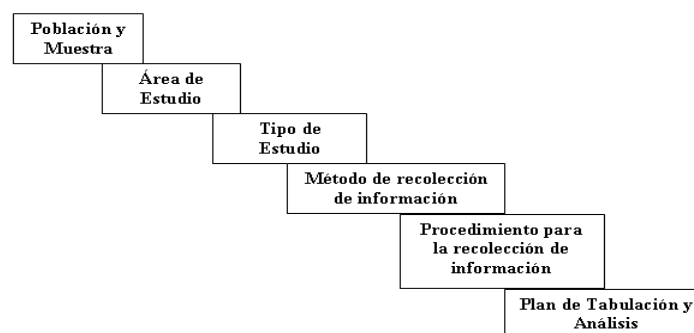 Población y
Muestra
Área de
Estudio
Tipo de
Estudio
Método de recolección
de información
Procedimiento para
la recolección de
información
Plan de Tabulación y
Análisis